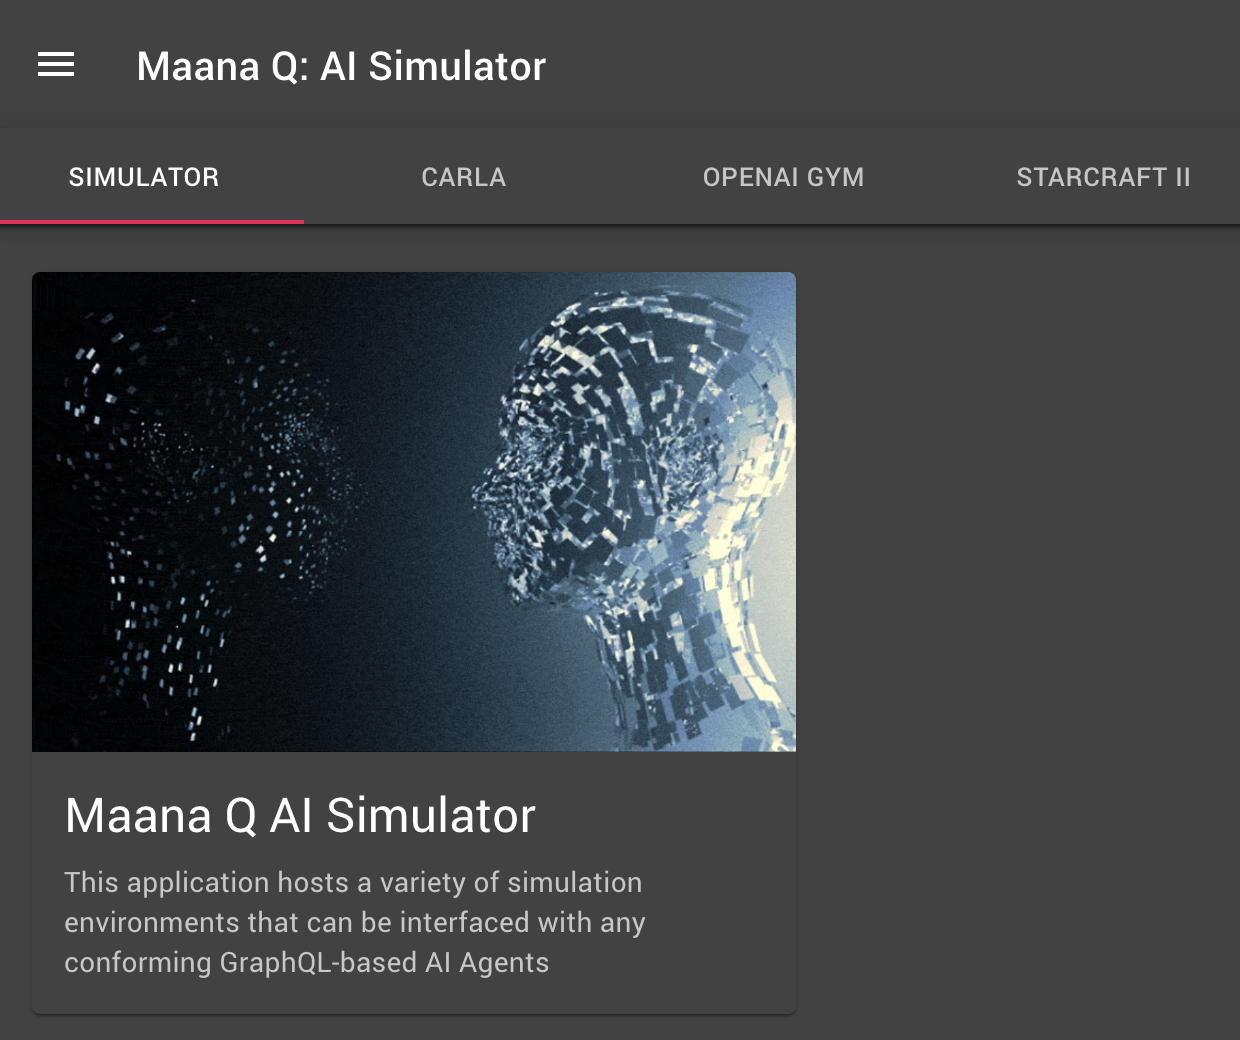 Maana Q: AI Simulator
SIMULATOR
CARLA
OPENAI GYM
STARCRAFT II
Maana Q AI Simulator
This application hosts a variety of simulation
environments that can be interfaced with any
conforming GraphQL-based AI Agents